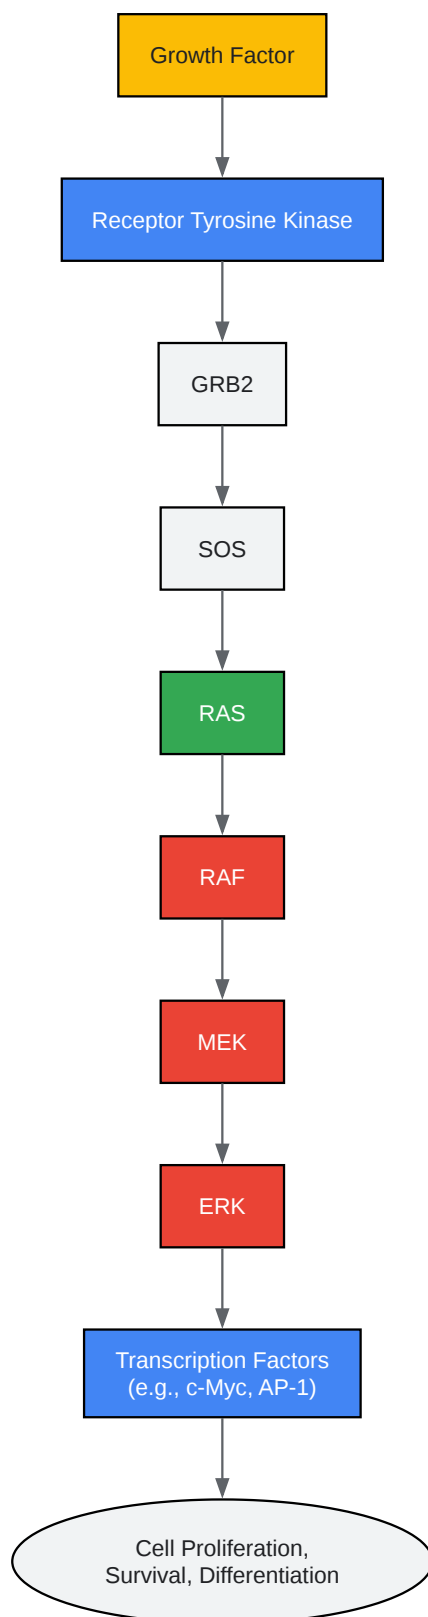 Growth Factor
Receptor Tyrosine Kinase
GRB2
SOS
RAS
RAF
MEK
ERK
Transcription Factors
(e.g., c-Myc, AP-1)
Cell Proliferation,
Survival, Differentiation